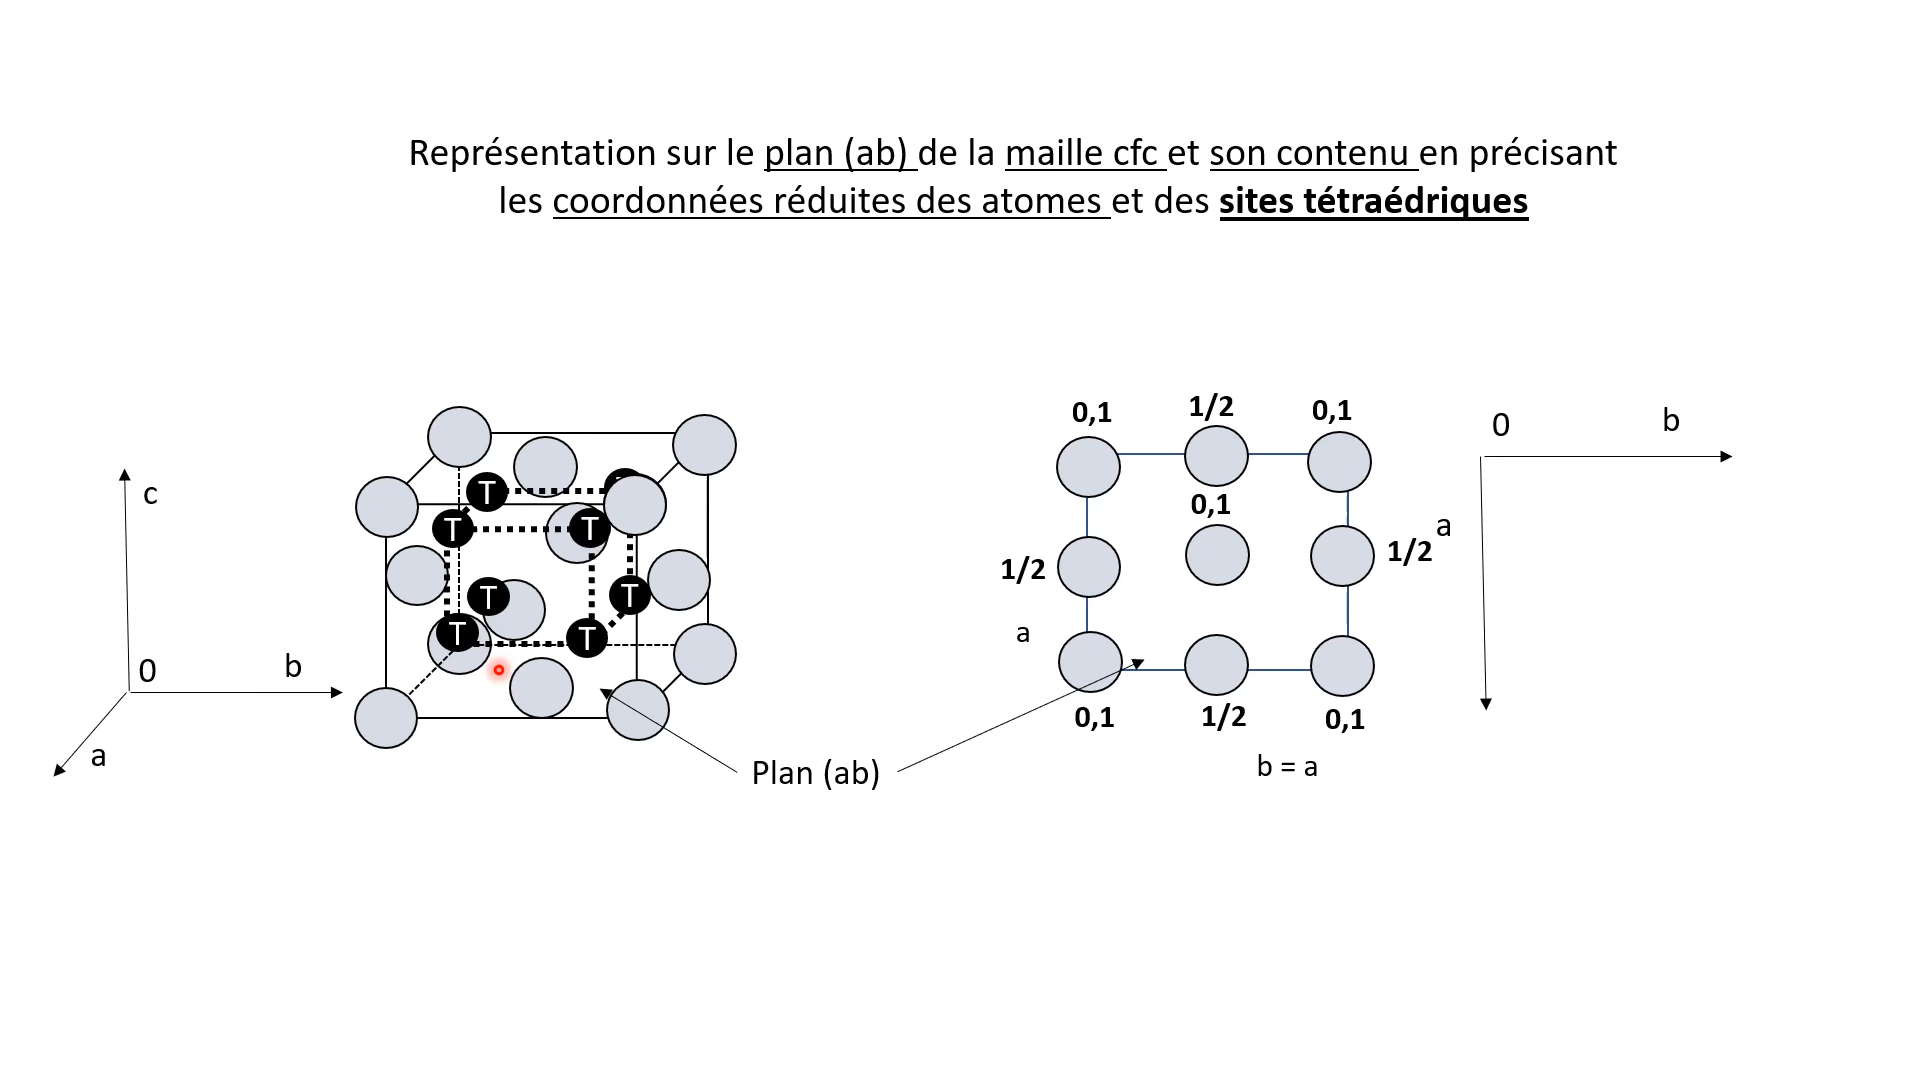 Représentation sur le plan (ab) de la maille cfc et son contenu en précisant
les coordonnées réduites des atomes et des sites tétraédriques
c
0
b
a
T
T
T
T
T
T
T
Plan (ab)
0,1
1/2
0,1
0,1
1/2
1/2
a
0,1
1/2
0,1
b = a
0
b
a